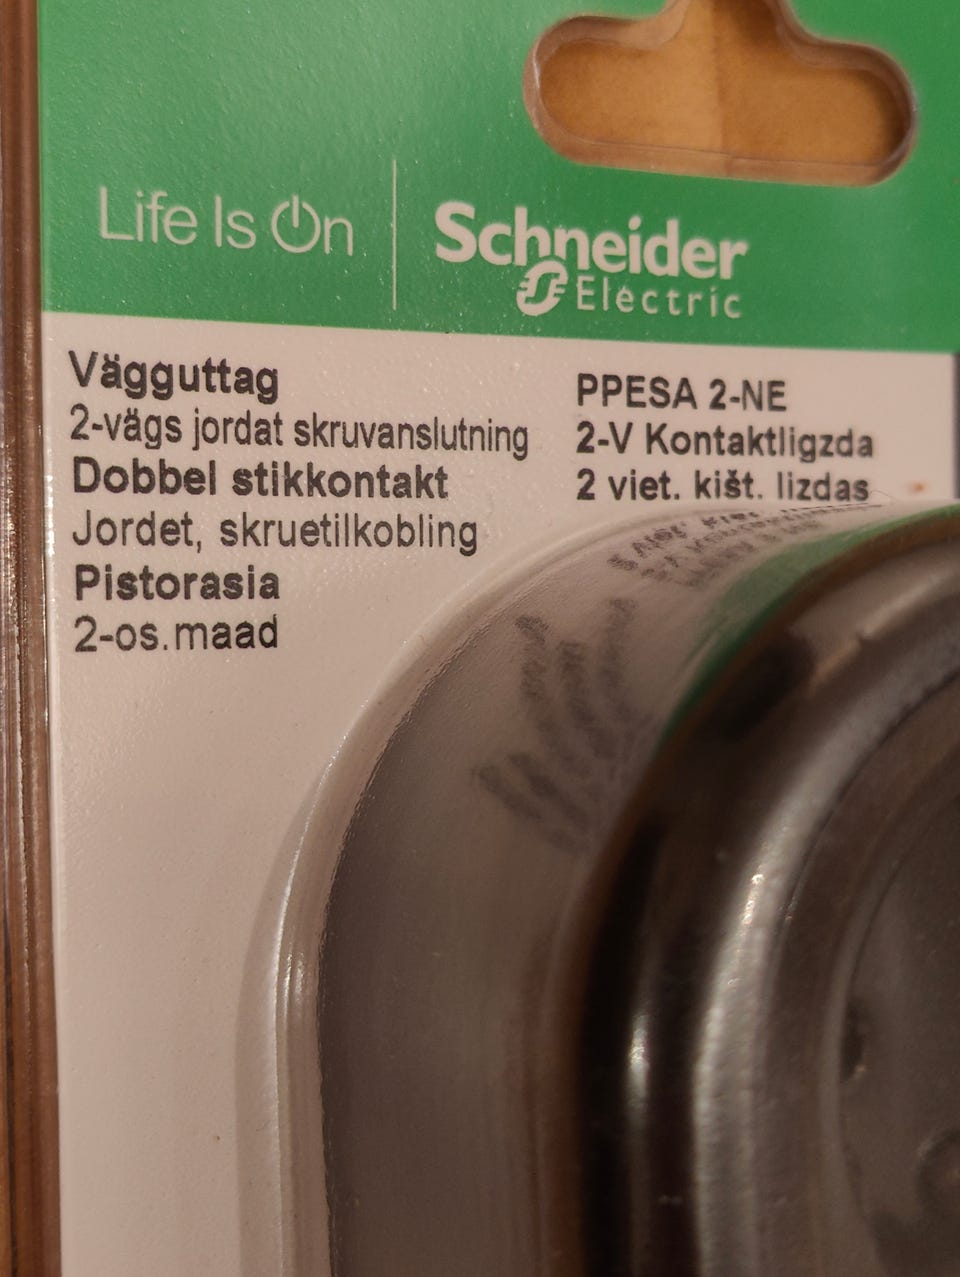 Life Is On
Schneider
Electric
Vägguttag
2-vägs jordat skruvanslutning
Dobbel stikkontakt
Jordet, skruetilkobling
Pistorasia
2-os.maad
PPESA 2-NE
2-V Kontaktligzda
2 viet. kišt. lizdas